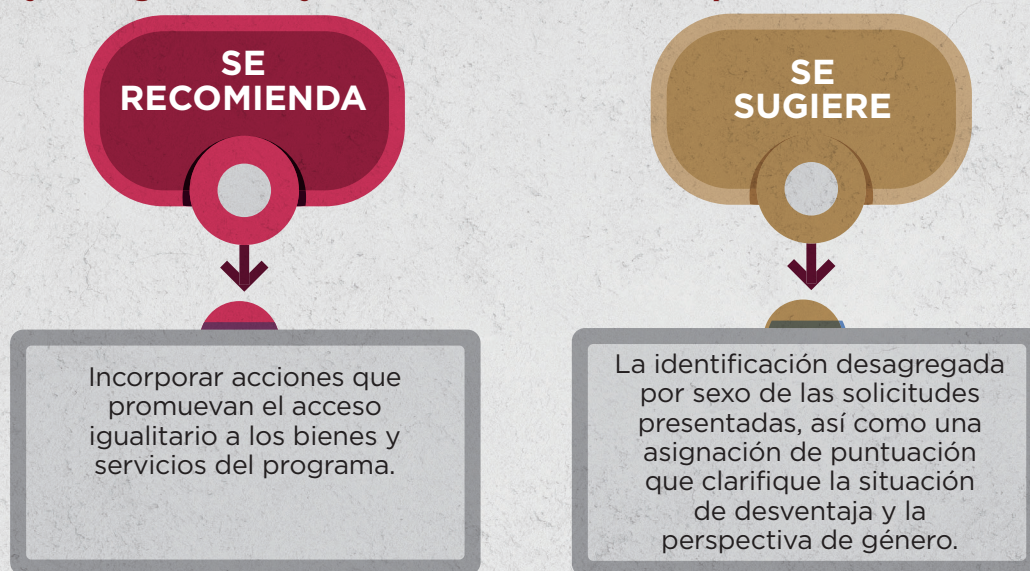 SE
RECOMIENDA
Incorporar acciones que
promuevan el acceso
igualitario a los bienes y
servicios del programa.
SE
SUGIERE
La identificación desagregada
por sexo de las solicitudes
presentadas, así como una
asignación de puntuación
que clarifique la situación
de desventaja y la
perspectiva de género.